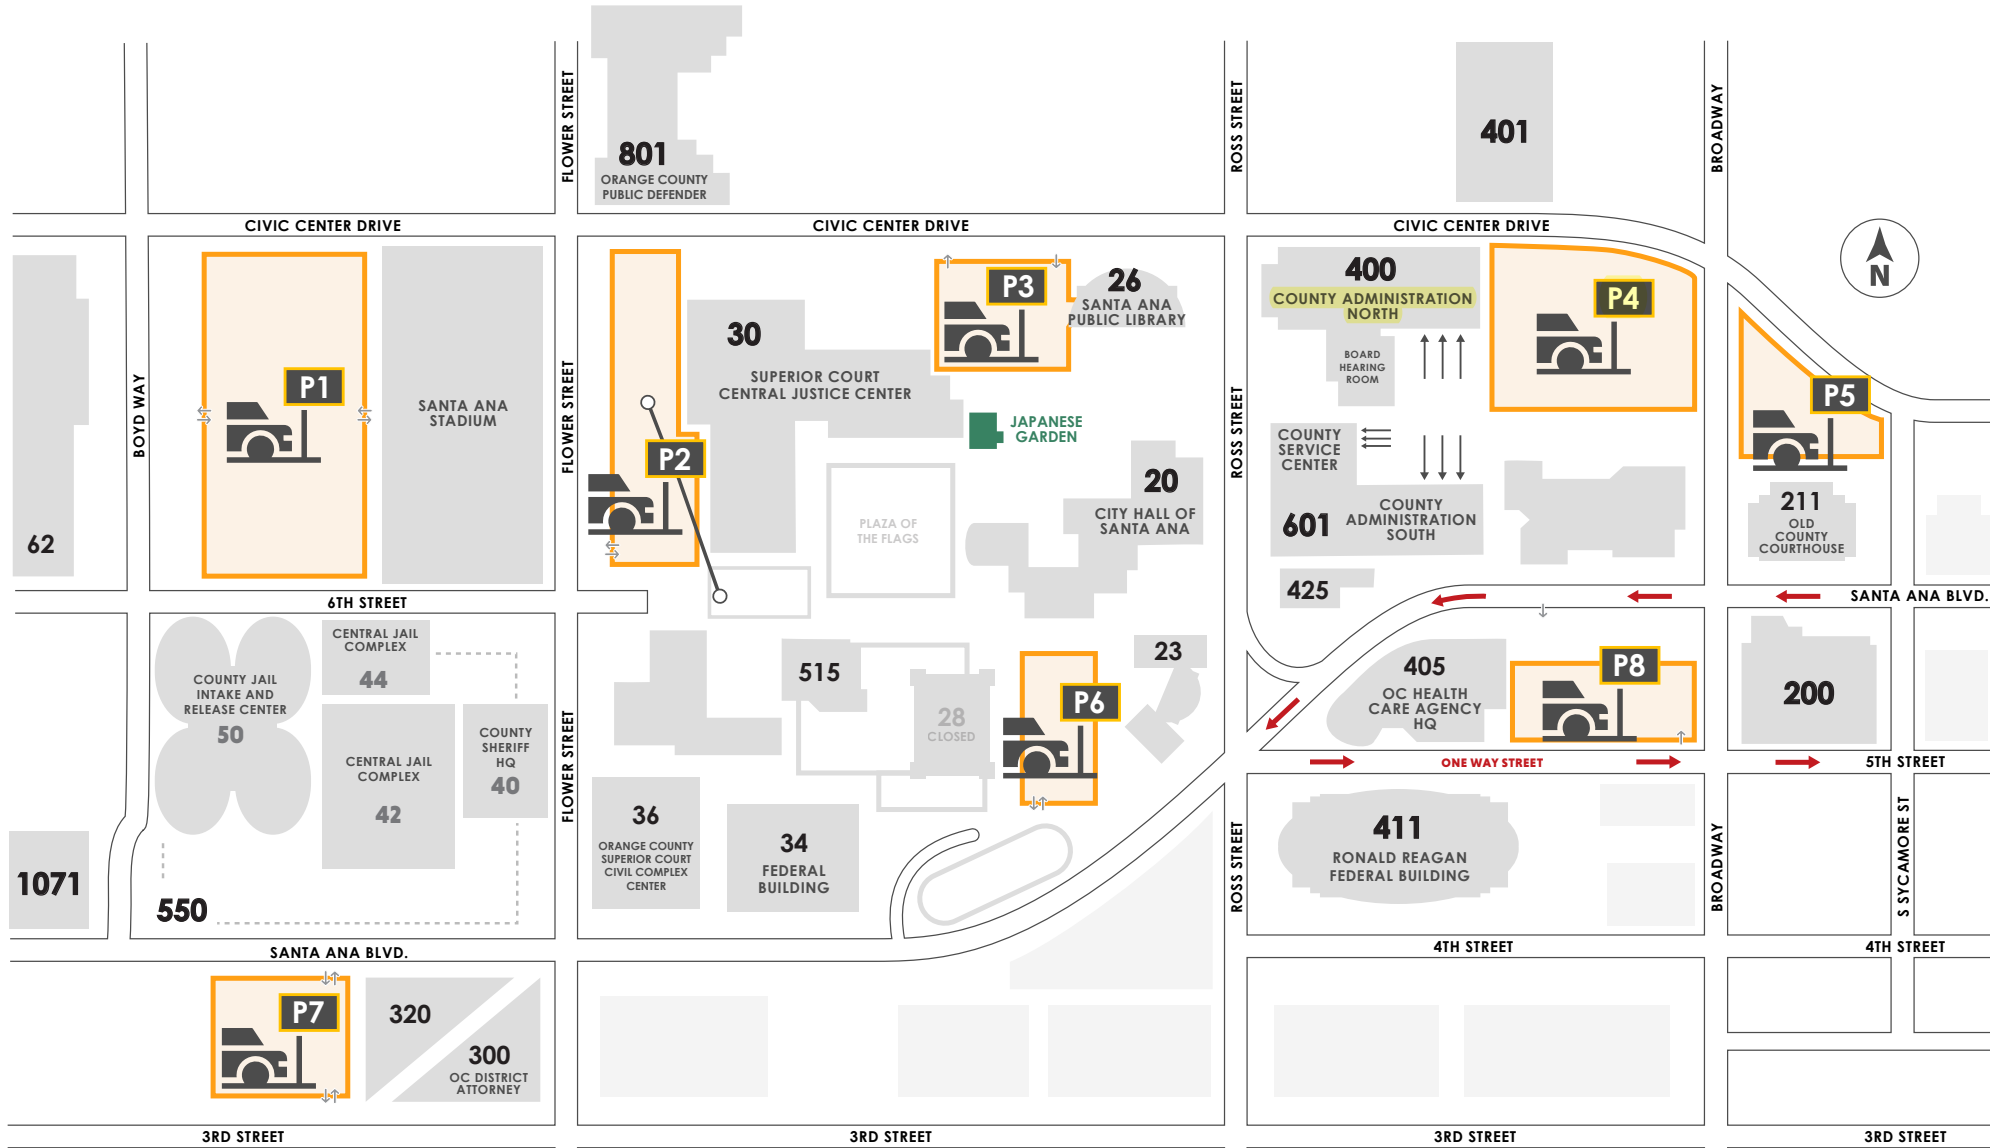 FLOWER STREET
ROSS STREET
BROADWAY
801
ORANGE COUNTY
PUBLIC DEFENDER
401
CIVIC CENTER DRIVE
CIVIC CENTER DRIVE
CIVIC CENTER DRIVE
N
62
BOYD WAY
P1
SANTA ANA
STADIUM
FLOWER STREET
P2
30
SUPERIOR COURT
CENTRAL JUSTICE CENTER
P3
26
SANTA ANA
PUBLIC LIBRARY
JAPANESE
GARDEN
PLAZA OF
THE FLAGS
20
CITY HALL OF
SANTA ANA
ROSS STREET
400
COUNTY ADMINISTRATION
NORTH
BOARD
HEARING
ROOM
P4
COUNTY
SERVICE
CENTER
601
COUNTY
ADMINISTRATION
SOUTH
425
P5
211
OLD
COUNTY
COURTHOUSE
6TH STREET
SANTA ANA BLVD.
COUNTY JAIL
INTAKE AND
RELEASE CENTER
50
CENTRAL JAIL
COMPLEX
44
CENTRAL JAIL
COMPLEX
42
COUNTY
SHERIFF
HQ
40
FLOWER STREET
515
28
CLOSED
P6
23
405
OC HEALTH
CARE AGENCY
HQ
P8
200
ONE WAY STREET
5TH STREET
1071
550
36
ORANGE COUNTY
SUPERIOR COURT
CIVIL COMPLEX
CENTER
34
FEDERAL
BUILDING
ROSS STREET
411
RONALD REAGAN
FEDERAL BUILDING
BROADWAY
S SYCAMORE ST
SANTA ANA BLVD.
4TH STREET
4TH STREET
P7
320
300
OC DISTRICT
ATTORNEY
3RD STREET
3RD STREET
3RD STREET
3RD STREET